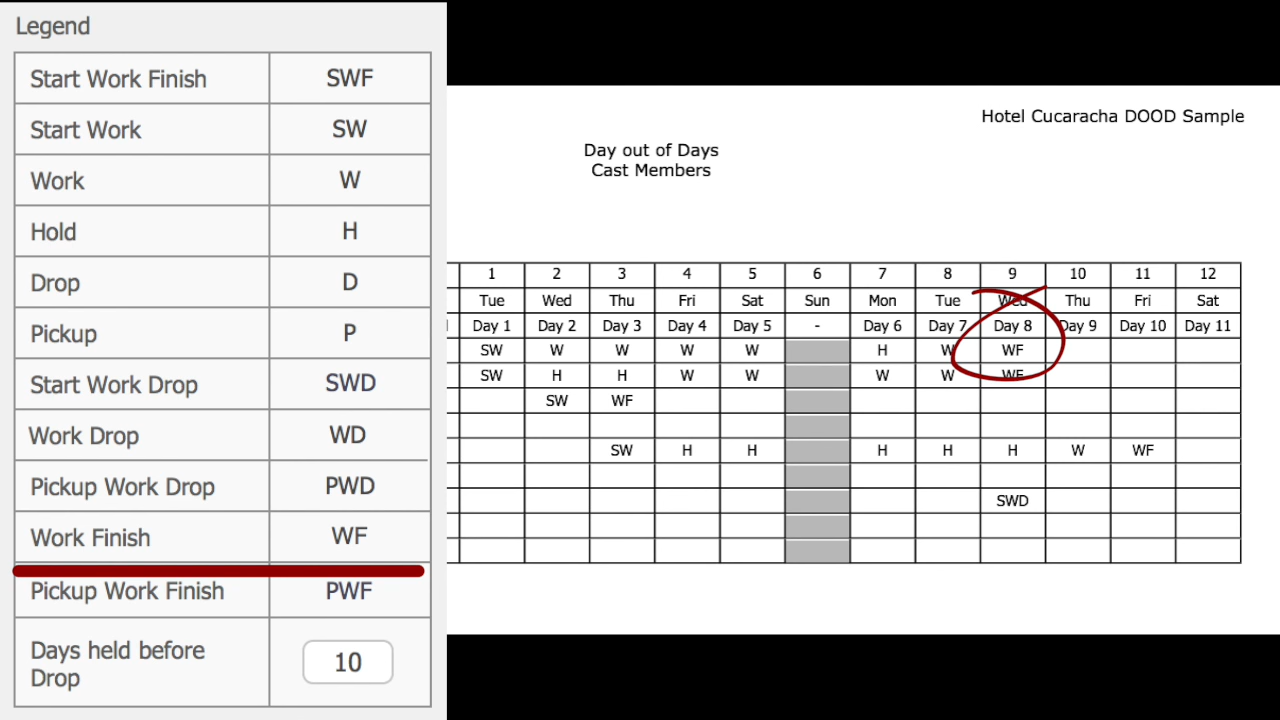 Legend
Start Work Finish SWF
Start Work SW
Work W
Hold H
Drop D
Pickup P
Start Work Drop SWD
Work Drop WD
Pickup Work Drop PWD
Work Finish WF
Pickup Work Finish PWF
Days held before
Drop
10
Hotel Cucaracha DOOD Sample
Day out of Days
Cast Members
1 2 3 4 5 6 7 8 9 10 11 12
Tue Wed Thu Fri Sat Sun Mon Tue Wed Thu Fri Sat
Day 1 Day 2 Day 3 Day 4 Day 5 - Day 6 Day 7 Day 8 Day 9 Day 10 Day 11
SW W W W W H W WF
SW H H W W W W WF
SW WF
SW H H H H H W WF
SWD